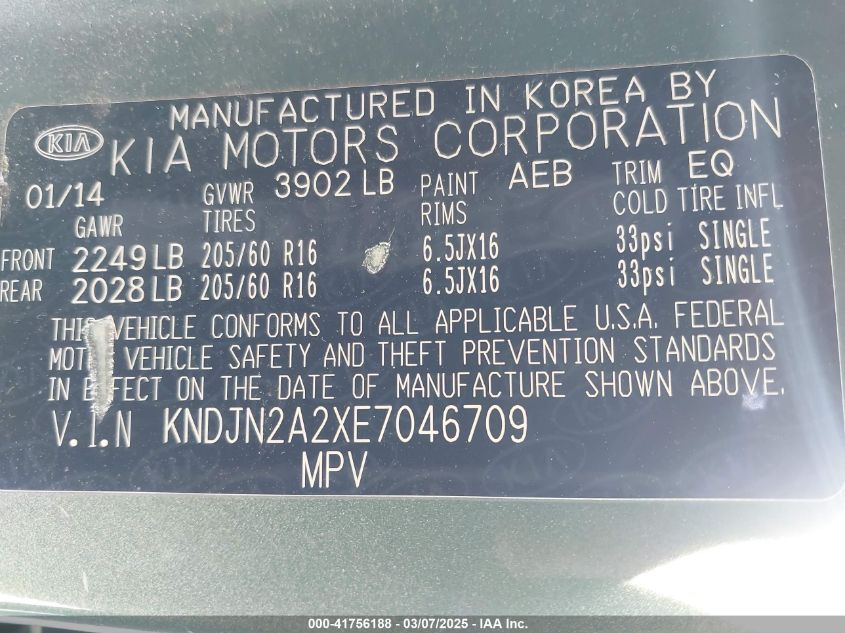 MANUFACTURED IN KOREA BY
KIA KIA MOTORS CORPORATION
01/14 GVWR 3902 LB PAINT AEB TRIM EQ
GAWR TIRES RIMS COLD TIRE INFL
FRONT 2249 LB 205/60 R16 6.5JX16 33psi SINGLE
REAR 2028 LB 205/60 R16 6.5JX16 33psi SINGLE
VEHICLE CONFORMS TO ALL APPLICABLE U.S.A. FEDERAL
VEHICLE SAFETY AND THEFT PREVENTION STANDARDS
IN EFFECT ON THE DATE OF MANUFACTURE SHOWN ABOVE.
V.I.N KNDJN2A2XE7046709
MPV
000-41756188 - 03/07/2025 - IAA Inc.